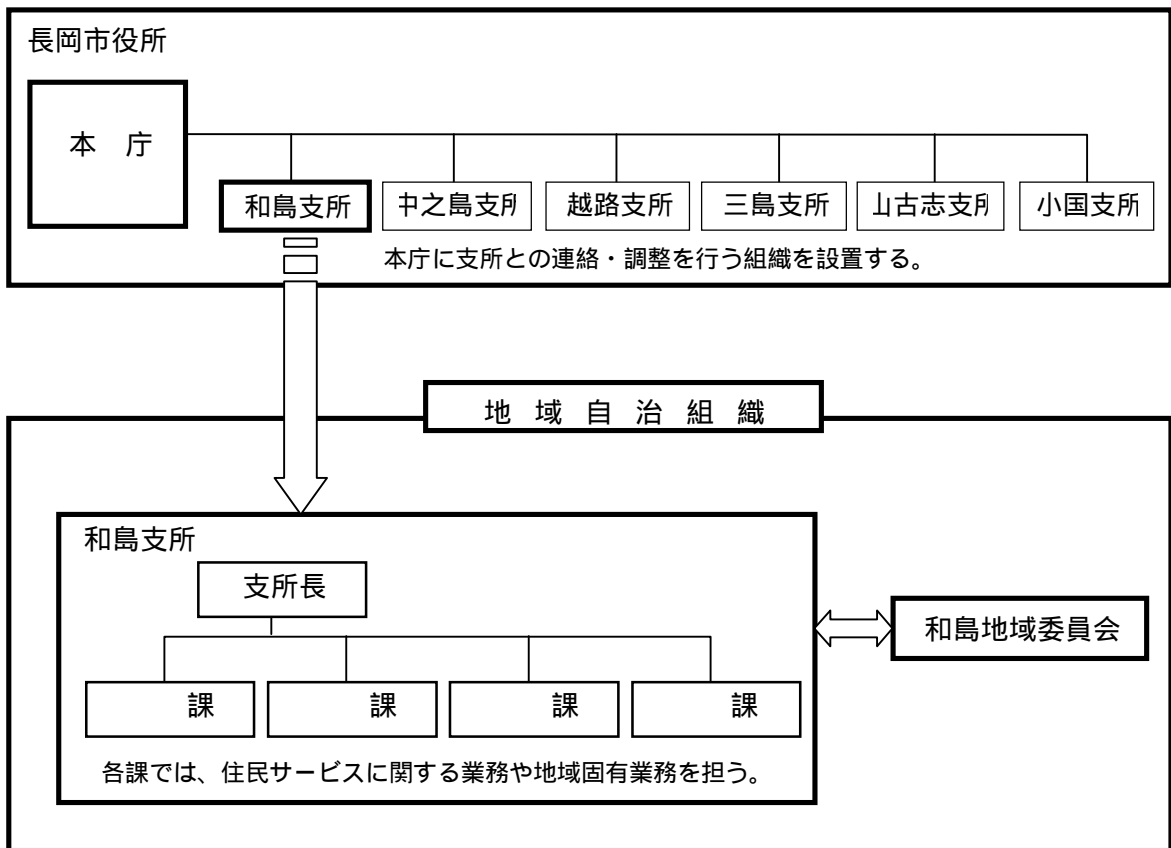 長岡市役所
本 庁
和島支所 中之島支所 越路支所 三島支所 山古志支所 小国支所
本庁に支所との連絡・調整を行う組織を設置する。
地 域 自 治 組 織
和島支所
支所長
和島地域委員会
課 課 課 課
各課では、住民サービスに関する業務や地域固有業務を担う。